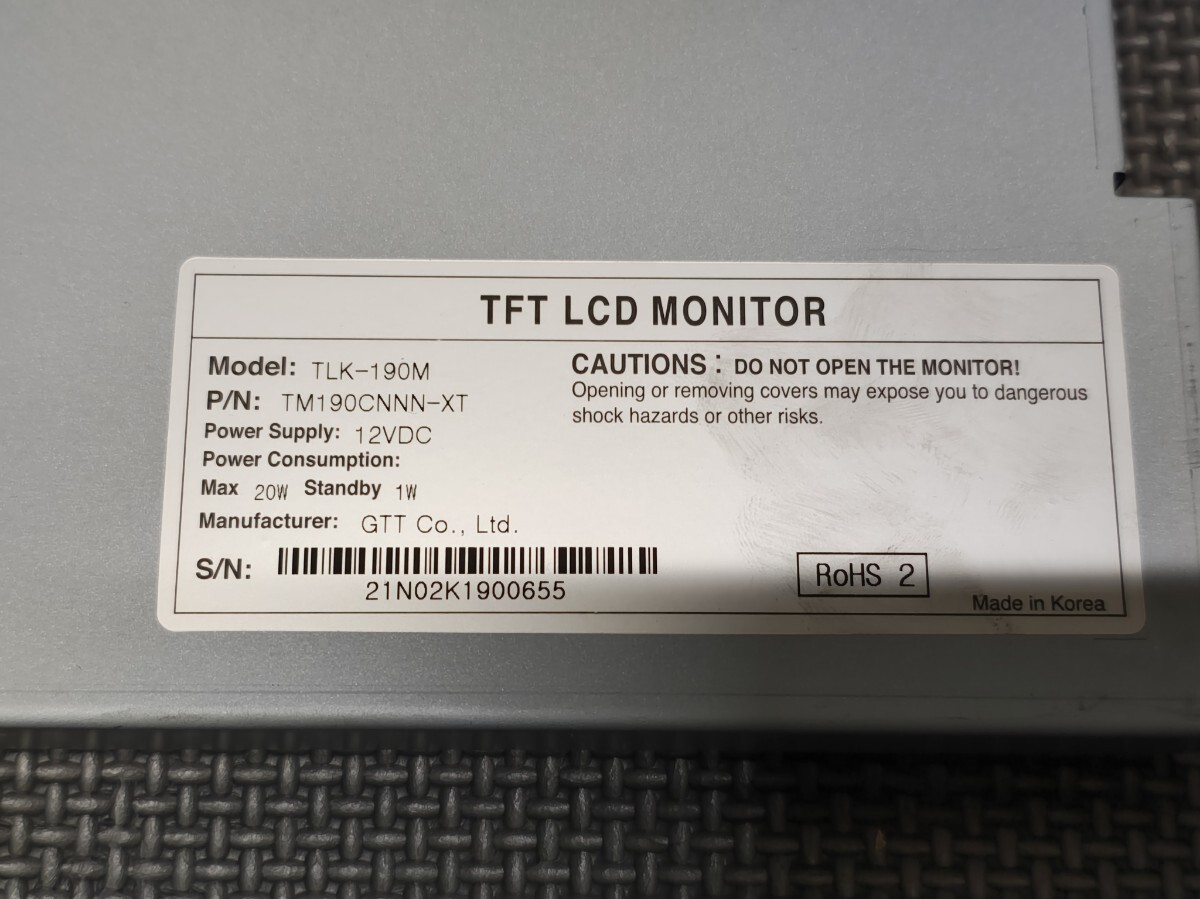 TFT LCD MONITOR
Model: TLK-190M
P/N: TM190CNNN-XT
Power Supply: 12VDC
Power Consumption:
Max 20W Standby 1W
Manufacturer: GTT Co., Ltd.
S/N:
21N02K1900655
CAUTIONS : DO NOT OPEN THE MONITOR!
Opening or removing covers may expose you to dangerous
shock hazards or other risks.
RoHS 2
Made in Korea